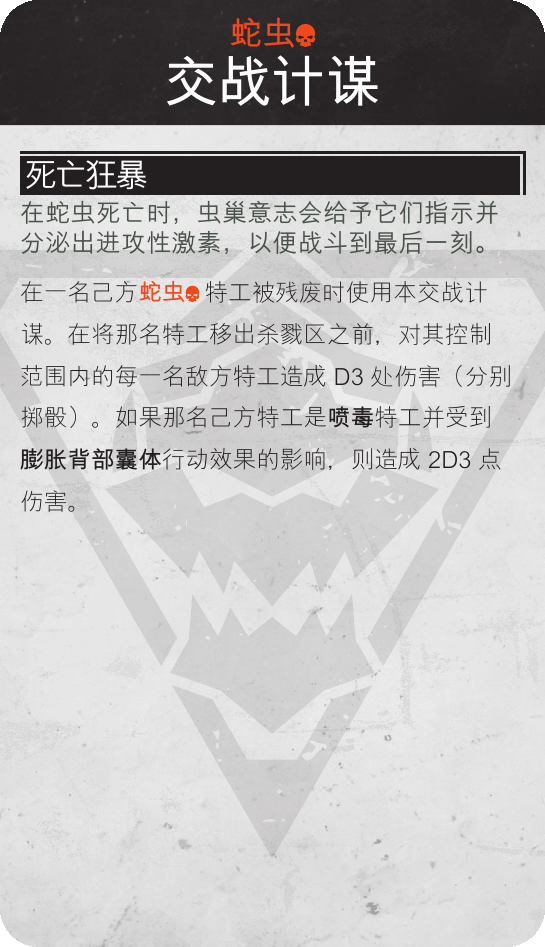 蛇虫
交战计谋
死亡狂暴
在蛇虫死亡时，虫巢意志会给予它们指示并
分泌出进攻性激素，以便战斗到最后一刻。
在一名己方蛇虫 特工被残废时使用本交战计
谋。在将那名特工移出杀戮区之前，对其控制
范围内的每一名敌方特工造成 D3 处伤害（分别
掷骰）。如果那名己方特工是喷毒特工并受到
膨胀背部囊体行动效果的影响，则造成 2D3 点
伤害。